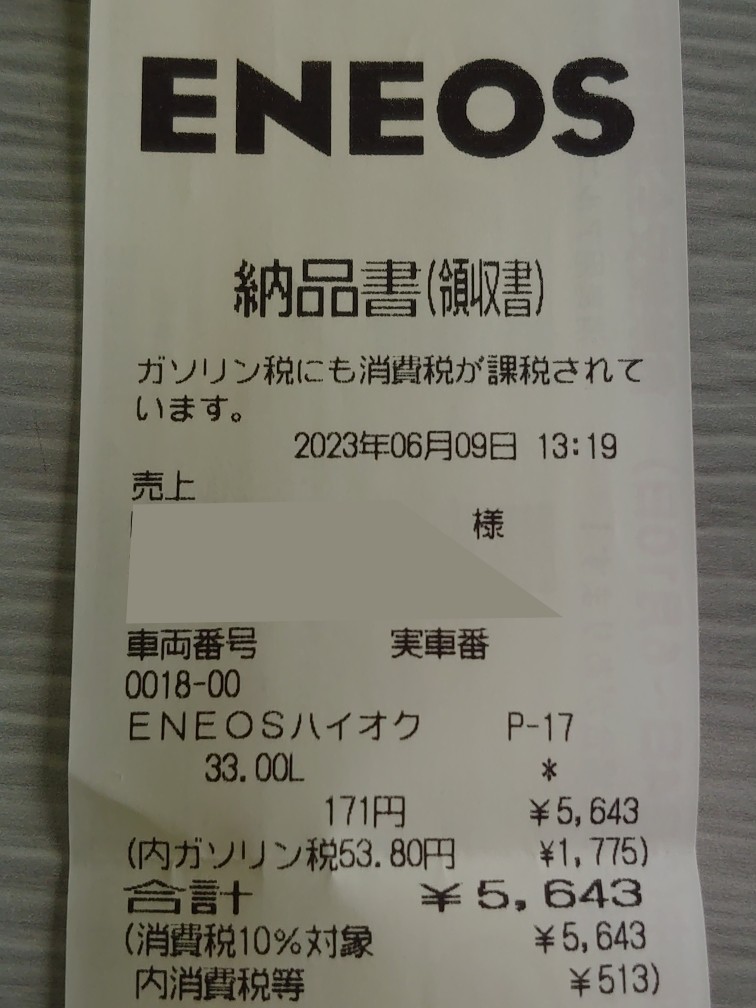 ENEOS
納品書(領収書)
ガソリン税にも消費税が課税されて
います。
2023年06月09日 13:19
売上
様
車両番号 実車番
0018-00
ENEOSハイオク P-17
33.00L *
171円 ¥5,643
(内ガソリン税53.80円 ¥1,775)
合計 ¥5,643
(消費税10%対象 ¥5,643
内消費税等 ¥513)